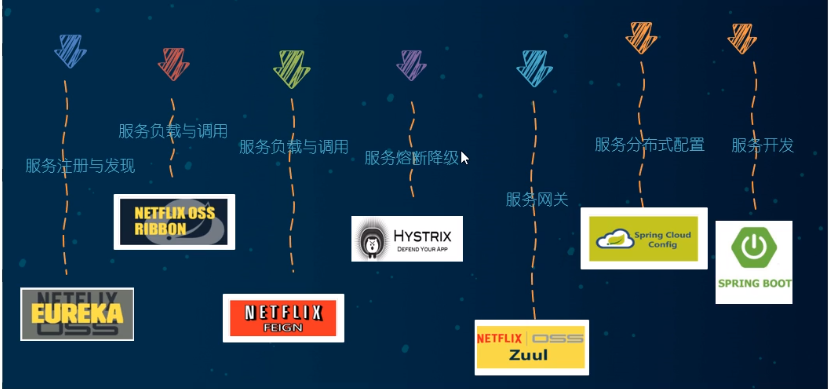 服务注册与发现
服务负载与调用
服务负载与调用
服务熔断降级
服务网关
服务分布式配置
服务开发
NETFLIX
EUREKA
OSS
NETFLIX OSS
RIBBON
NETFLIX
FEIGN
HYSTRIX
DEFEND YOUR APP
NETFLIX OSS
Zuul
Spring Cloud
Config
SPRING BOOT